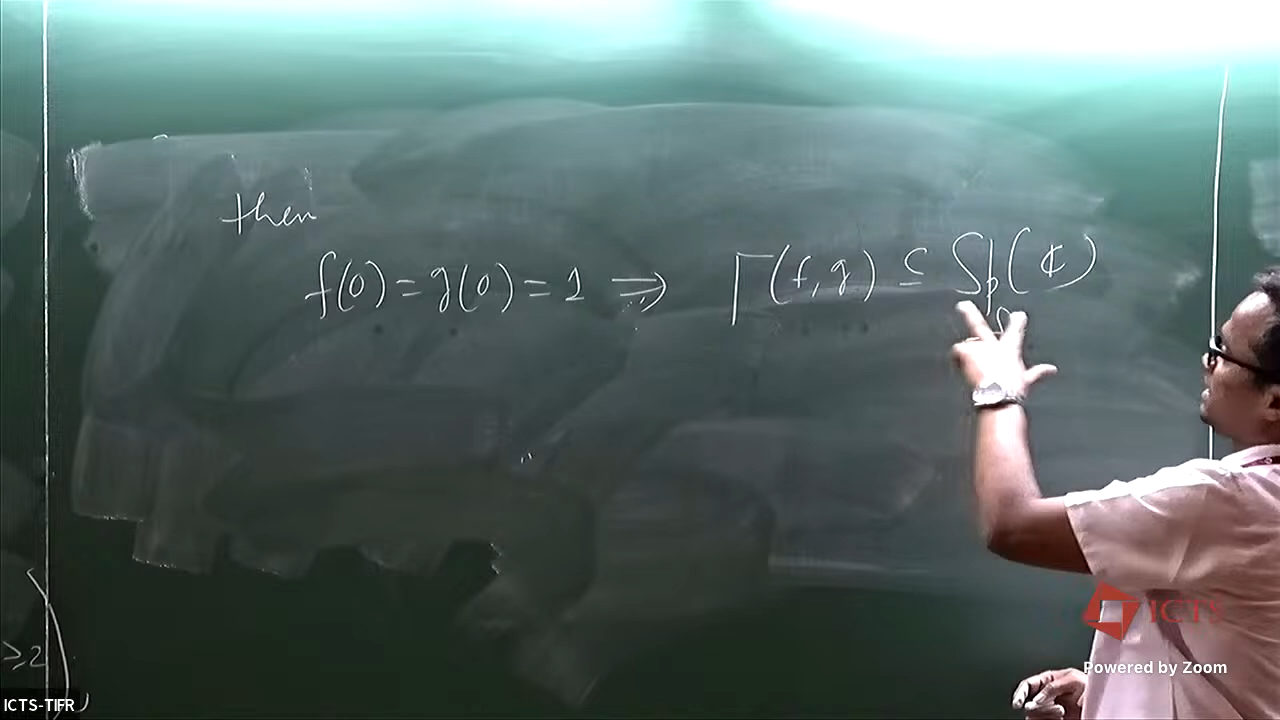 then
f(0) = g(0) = 1 ⟹ Γ(f,g) ⊆ Sp(ℂ)
≥2)
ICTS
Powered by Zoom
ICTS-TIFR